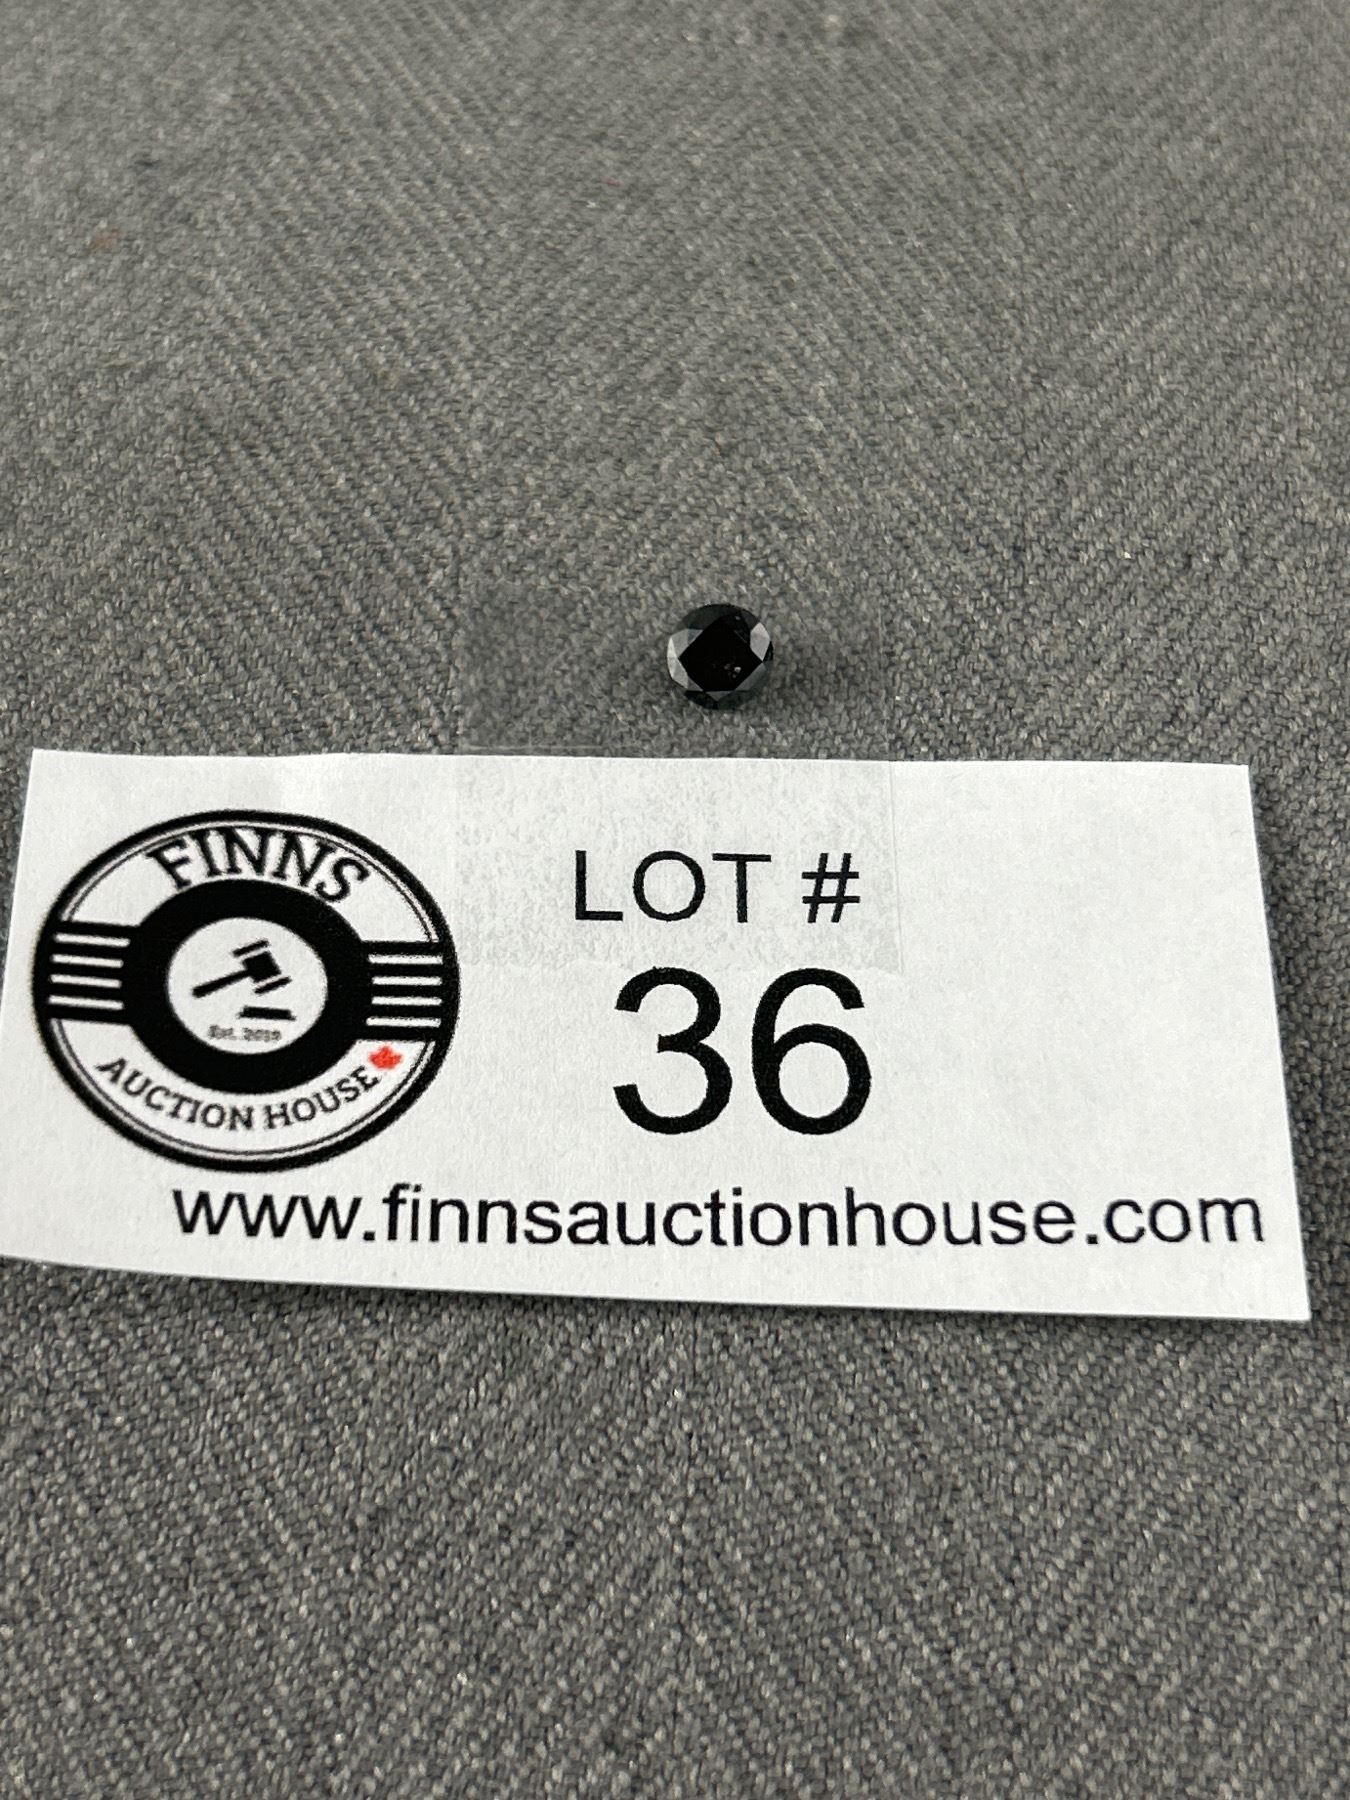 FINNS
Est. 2019
AUCTION HOUSE
LOT #
36
www.finnsauctionhouse.com